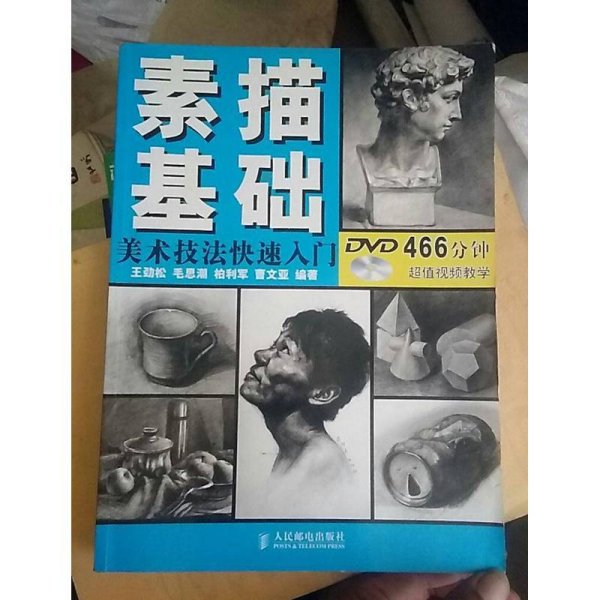 素描
基础
美术技法快速入门
王劲松 毛思潮 柏利军 曹文亚 编著
DVD 466分钟
超值视频教学
人民邮电出版社
POSTS & TELECOM PRESS